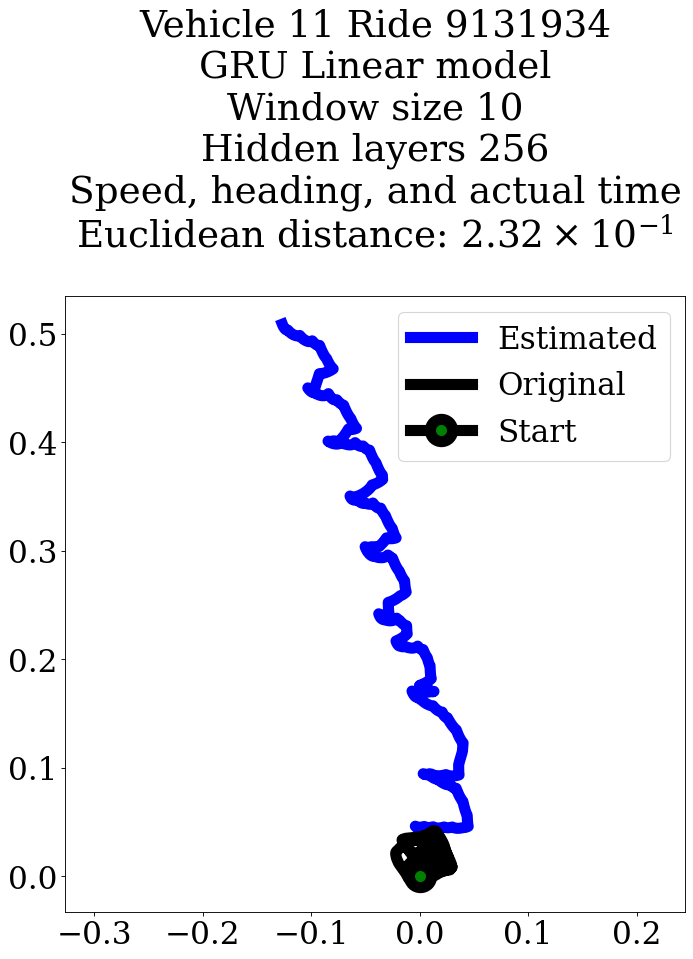 Vehicle 11 Ride 9131934
GRU Linear model
Window size 10
Hidden layers 256
Speed, heading, and actual time
Euclidean distance: 2.32 × 10⁻¹
Estimated
Original
Start
0.5
0.4
0.3
0.2
0.1
0.0
−0.3 −0.2 −0.1 0.0 0.1 0.2